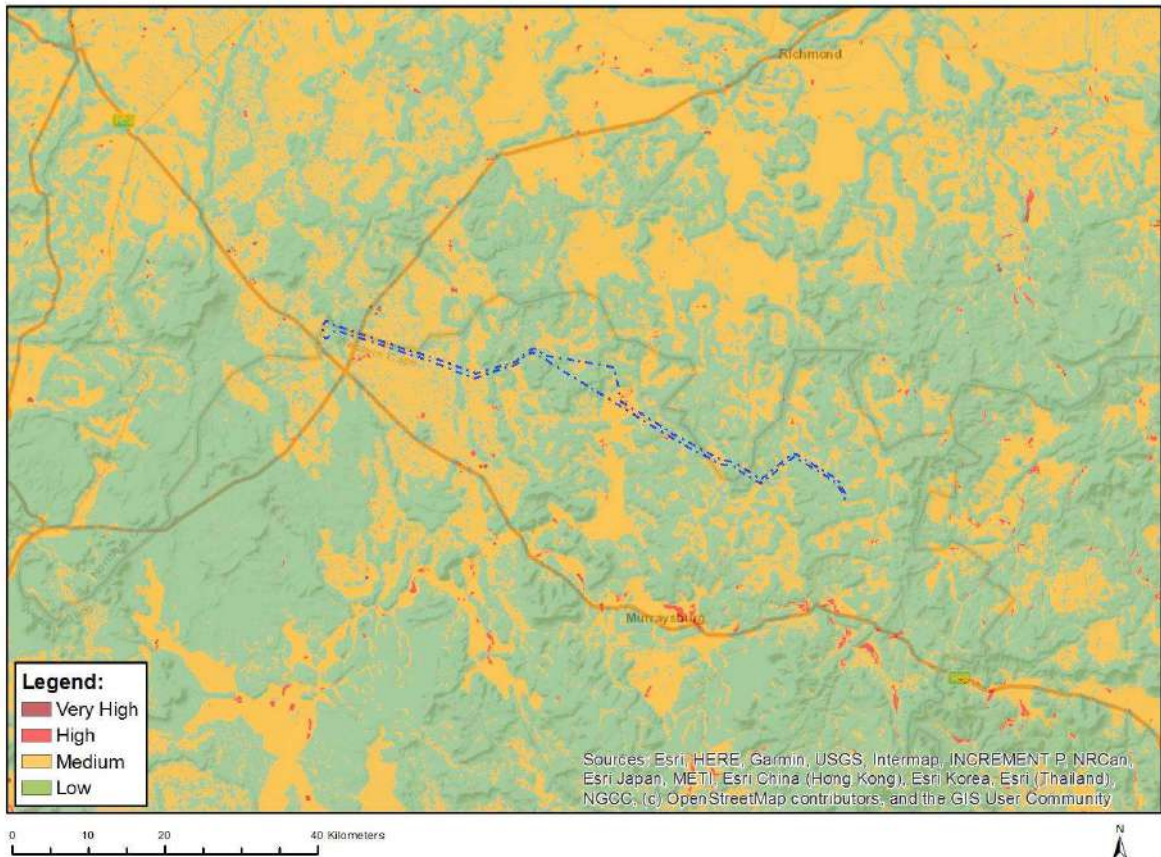 Richmond
Murraysburg
Legend:
Very High
High
Medium
Low
Sources: Esri, HERE, Garmin, USGS, Intermap, INCREMENT P, NRCan,
Esri Japan, METI, Esri China (Hong Kong), Esri Korea, Esri (Thailand),
NGCC, (c) OpenStreetMap contributors, and the GIS User Community
0 10 20 40 Kilometers
N